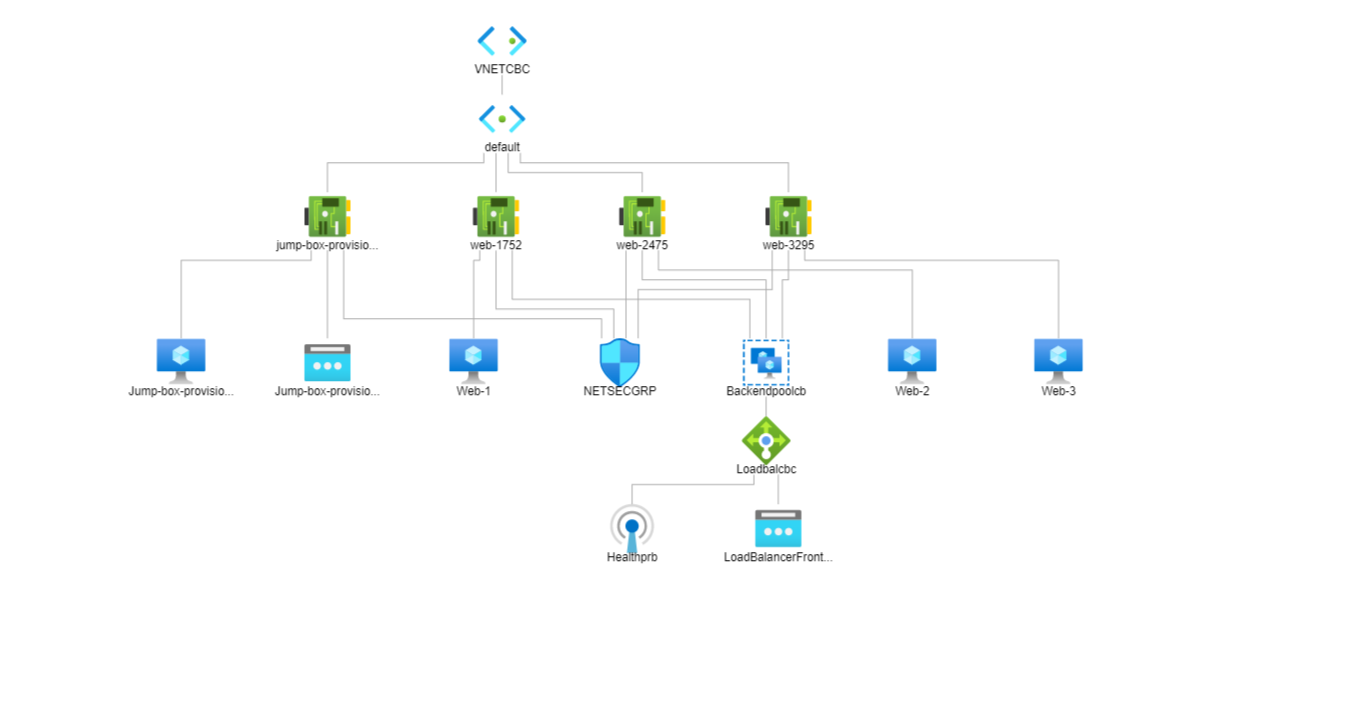 VNETCBC
default
jump-box-provisio...
web-1752
web-2475
web-3295
Jump-box-provisio...
Jump-box-provisio...
Web-1
NETSECGRP
Backendpoolcb
Web-2
Web-3
Loadbalcbc
Healthprb
LoadBalancerFront...